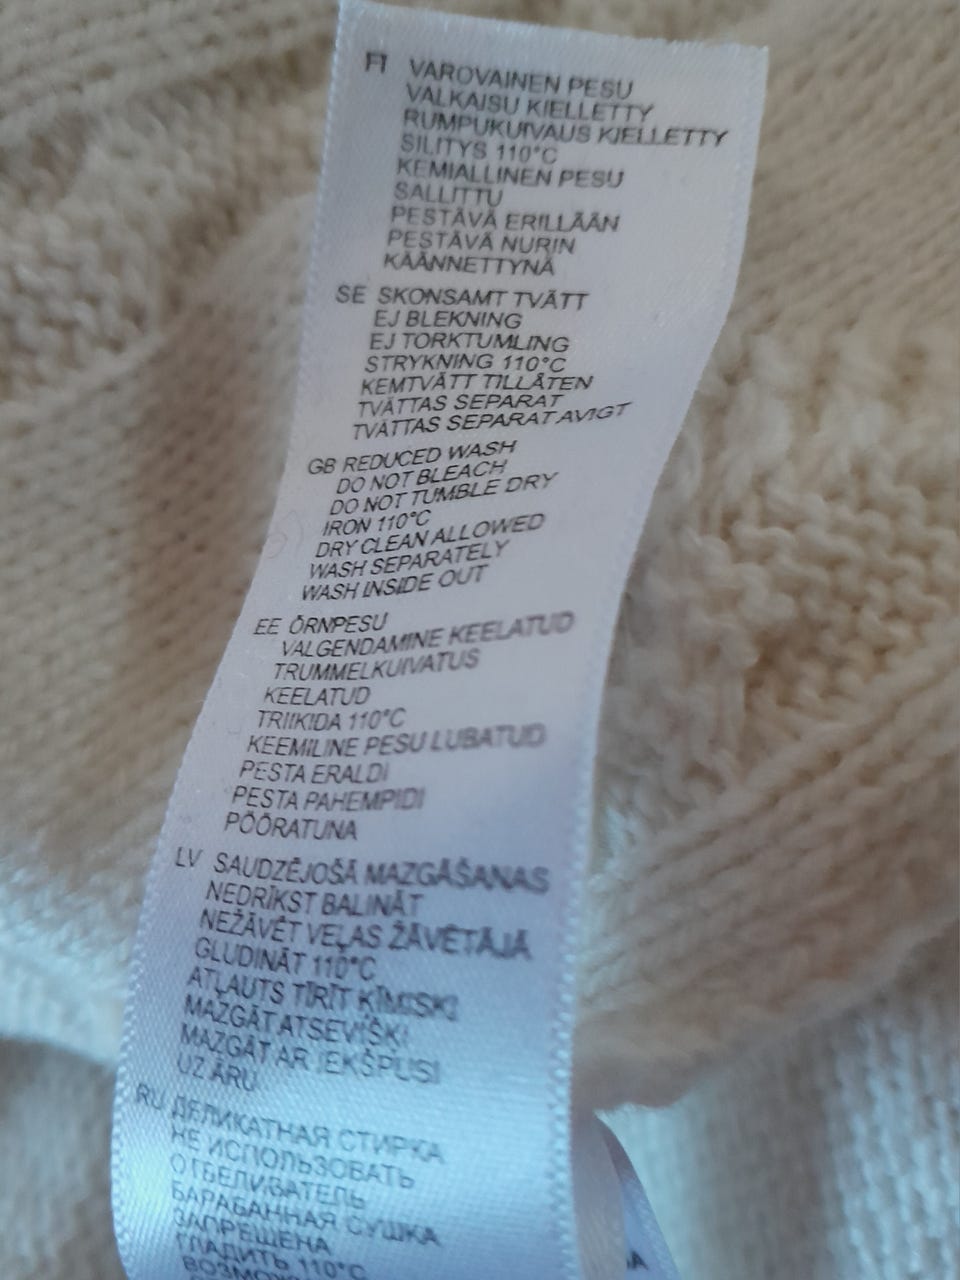 FI VAROVAINEN PESU
VALKAISU KIELLETTY
RUMPUKUIVAUS KIELLETTY
SILITYS 110°C
KEMIALLINEN PESU
SALLITTU
PESTÄVÄ ERILLÄÄN
PESTÄVÄ NURIN
KÄÄNNETTYNÄ
SE SKONSAMT TVÄTT
EJ BLEKNING
EJ TORKTUMLING
STRYKNING 110°C
KEMTVÄTT TILLÅTEN
TVÄTTAS SEPARAT
TVÄTTAS SEPARAT AVIGT
GB REDUCED WASH
DO NOT BLEACH
DO NOT TUMBLE DRY
IRON 110°C
DRY CLEAN ALLOWED
WASH SEPARATELY
WASH INSIDE OUT
EE ÕRNPESU
VALGENDAMINE KEELATUD
TRUMMELKUIVATUS
KEELATUD
TRIIKIDA 110°C
KEEMILINE PESU LUBATUD
PESTA ERALDI
PESTA PAHEMPIDI
PÖÖRATUNA
LV SAUDZĒJOŠĀ MAZGĀŠANAS
NEDRĪKST BALINĀT
NEŽĀVĒT VEĻAS ŽĀVĒTĀJĀ
GLUDINĀT 110°C
ATĻAUTS TĪRĪT ĶĪMISKI
MAZGĀT ATSEVIŠĶI
MAZGĀT AR IEKŠPUSI
UZ ĀRU
RU ДЕЛИКАТНАЯ СТИРКА
НЕ ИСПОЛЬЗОВАТЬ
ОТБЕЛИВАТЕЛЬ
БАРАБАННАЯ СУШКА
ЗАПРЕЩЕНА
ГЛАДИТЬ 110°C